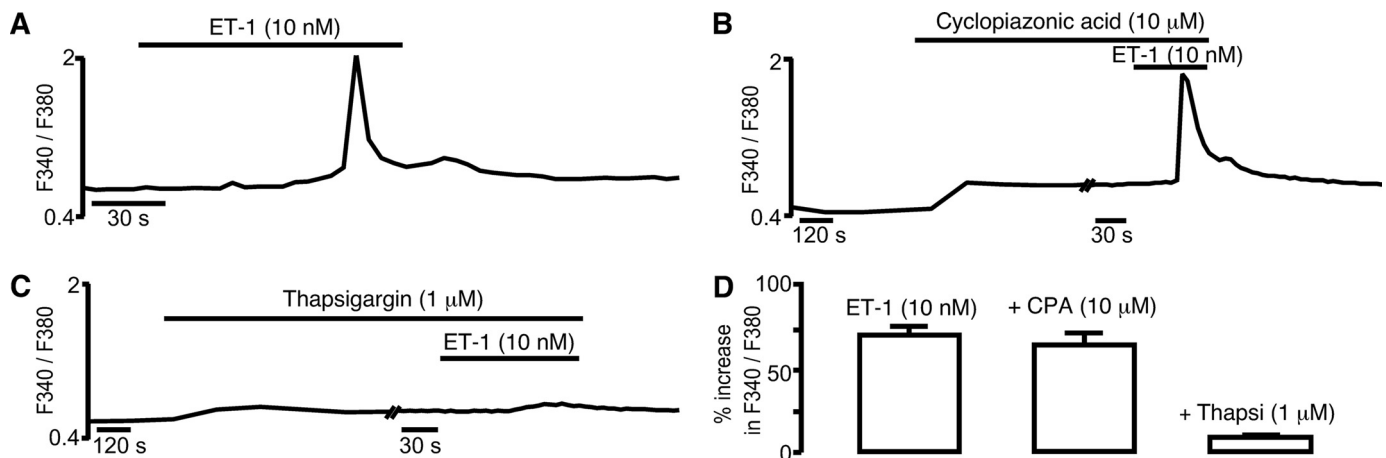 A
ET-1 (10 nM)
2
F340 / F380
0.4
30 s
B
Cyclopiazonic acid (10 μM)
ET-1 (10 nM)
2
F340 / F380
0.4
120 s
30 s
C
Thapsigargin (1 μM)
ET-1 (10 nM)
2
F340 / F380
0.4
120 s
30 s
D
100
ET-1 (10 nM)
+ CPA (10 μM)
% increase
in F340 / F380
50
+ Thapsi (1 μM)
0